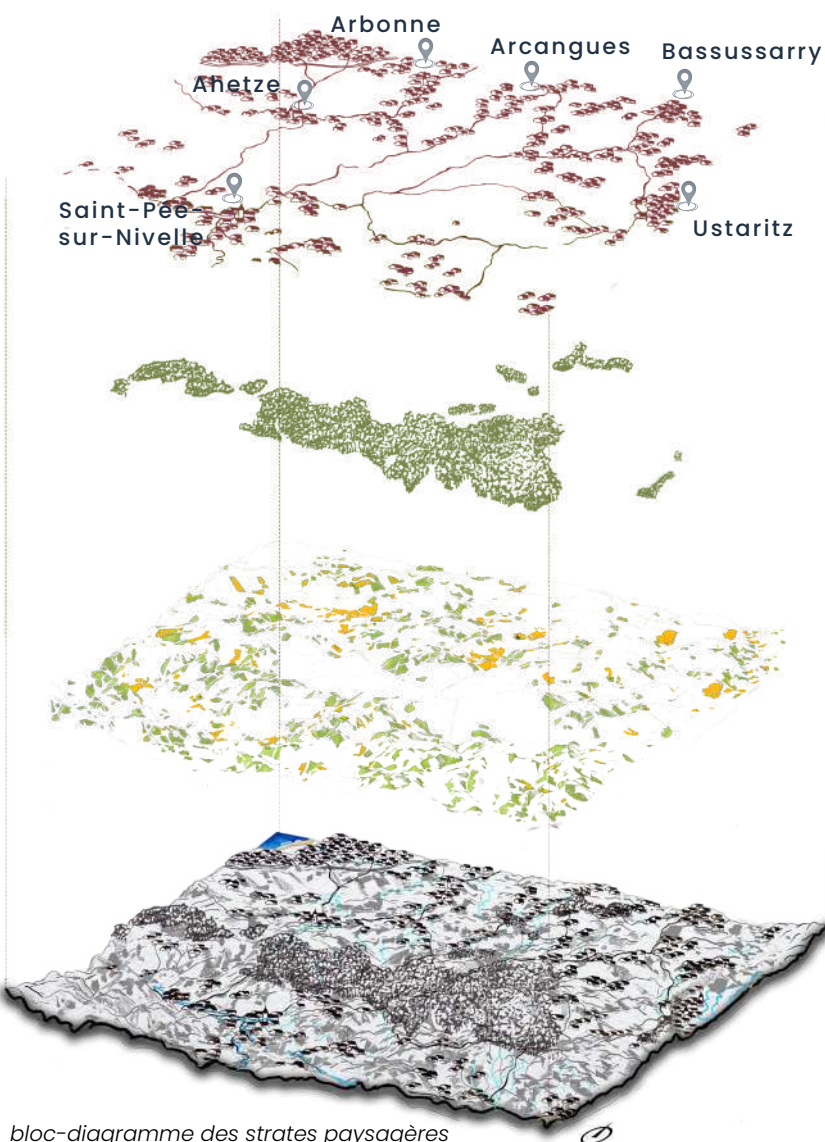 Arbonne
Arcangues
Bassussarry
Ahetze
Saint-Pée-
sur-Nivelle
Ustaritz
bloc-diagramme des strates paysagères